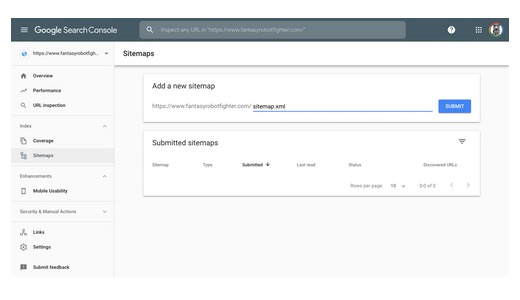 Google Search Console
Inspect any URL in "https://www.fantasyrobotfighter.com/"
https://www.fantasyrobotfigh...
Sitemaps
Overview
Performance
URL inspection
Index
Coverage
Sitemaps
Enhancements
Mobile Usability
Security & Manual Actions
Links
Settings
Submit feedback
Add a new sitemap
https://www.fantasyrobotfighter.com/ sitemap.xml
SUBMIT
Submitted sitemaps
Sitemap Type Submitted Last read Status Discovered URLs
Rows per page: 10 0-0 of 0